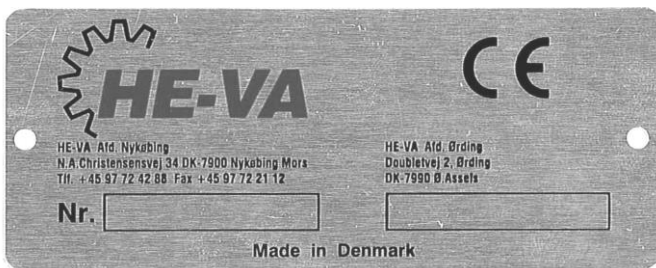 HE-VA
CE
HE-VA Afd. Nykøbing
N.A.Christensensvej 34 DK-7900 Nykøbing Mors
Tlf. +45 97 72 42 88 Fax +45 97 72 21 12
HE-VA Afd. Ørding
Doubletvej 2, Ørding
DK-7990 Ø.Assels
Nr.
Made in Denmark